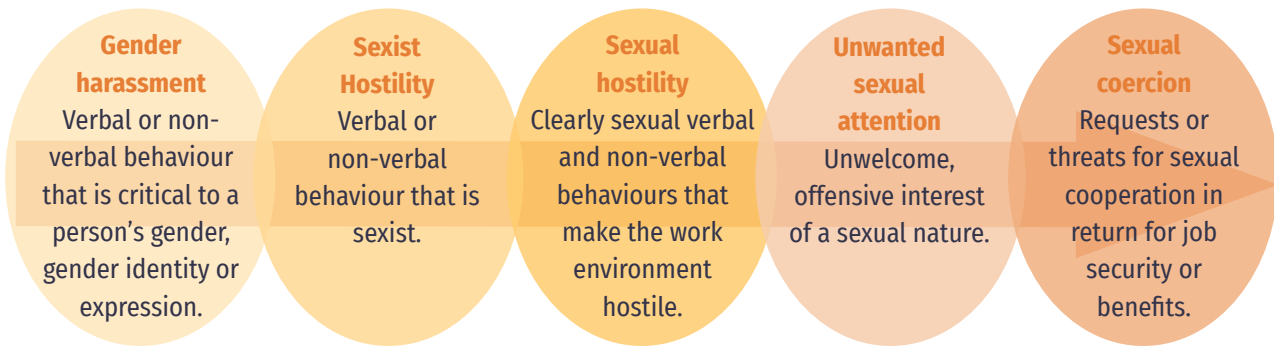 Gender
harassment
Verbal or non-
verbal behaviour
that is critical to a
person's gender,
gender identity or
expression.
Sexist
Hostility
Verbal or
non-verbal
behaviour that is
sexist.
Sexual
hostility
Clearly sexual verbal
and non-verbal
behaviours that
make the work
environment
hostile.
Unwanted
sexual
attention
Unwelcome,
offensive interest
of a sexual nature.
Sexual
coercion
Requests or
threats for sexual
cooperation in
return for job
security or
benefits.